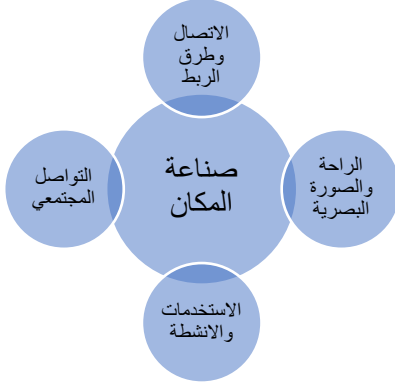 الاتصال
وطرق
الربط
صناعة
المكان
الراحة
والصورة
البصرية
التواصل
المجتمعي
الاستخدمات
والانشطة